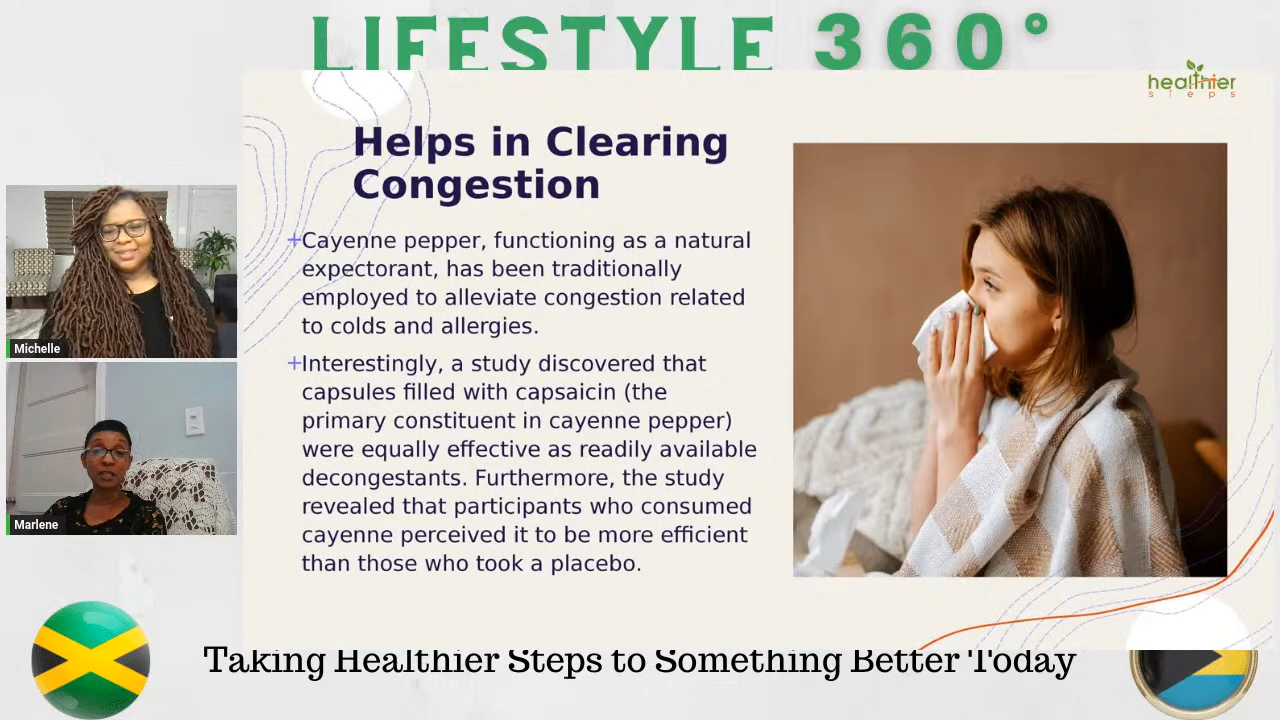 LIFESTYLE 360°
healthier
steps
Helps in Clearing
Congestion
+Cayenne pepper, functioning as a natural
expectorant, has been traditionally
employed to alleviate congestion related
to colds and allergies.
+Interestingly, a study discovered that
capsules filled with capsaicin (the
primary constituent in cayenne pepper)
were equally effective as readily available
decongestants. Furthermore, the study
revealed that participants who consumed
cayenne perceived it to be more efficient
than those who took a placebo.
Michelle
Marlene
Taking Healthier Steps to Something Better Today